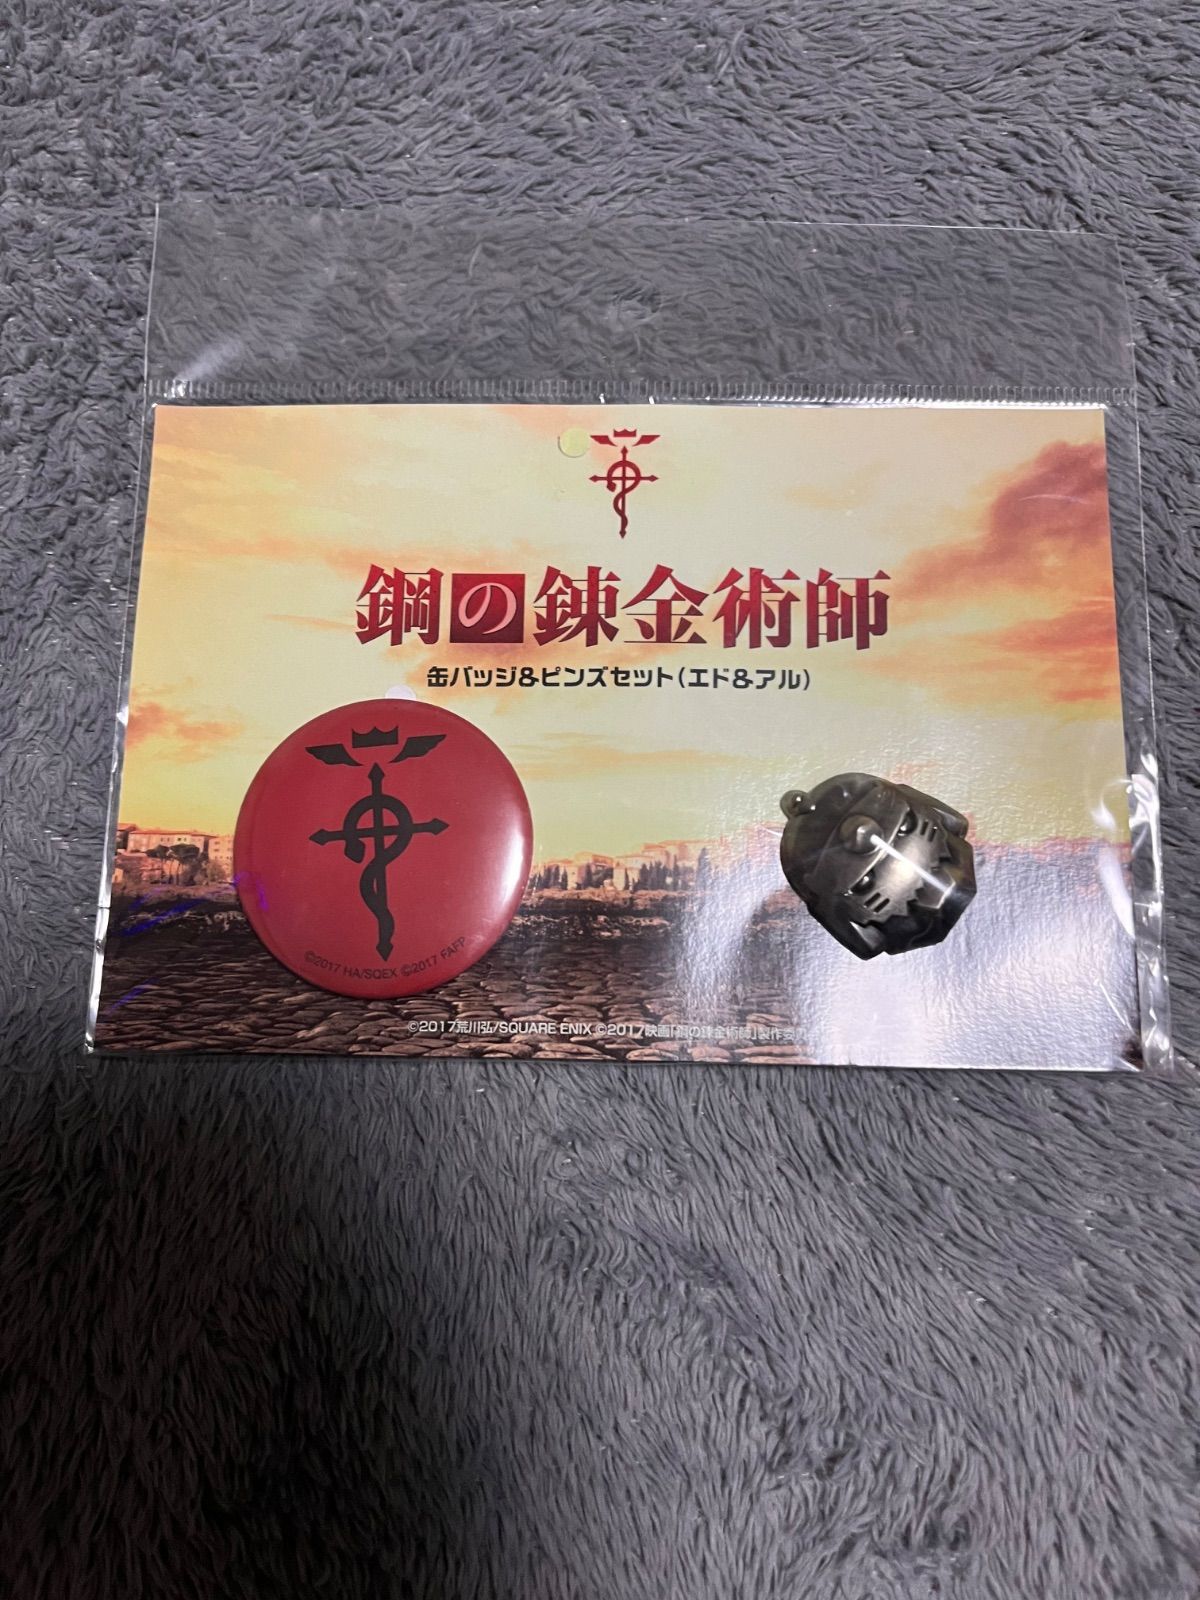 鋼の錬金術師
缶バッジ&ピンズセット(エド&アル)
©2017 HA/SQEX ©2017 FAFP
©2017荒川弘/SQUARE ENIX ©2017映画「鋼の錬金術師」製作委